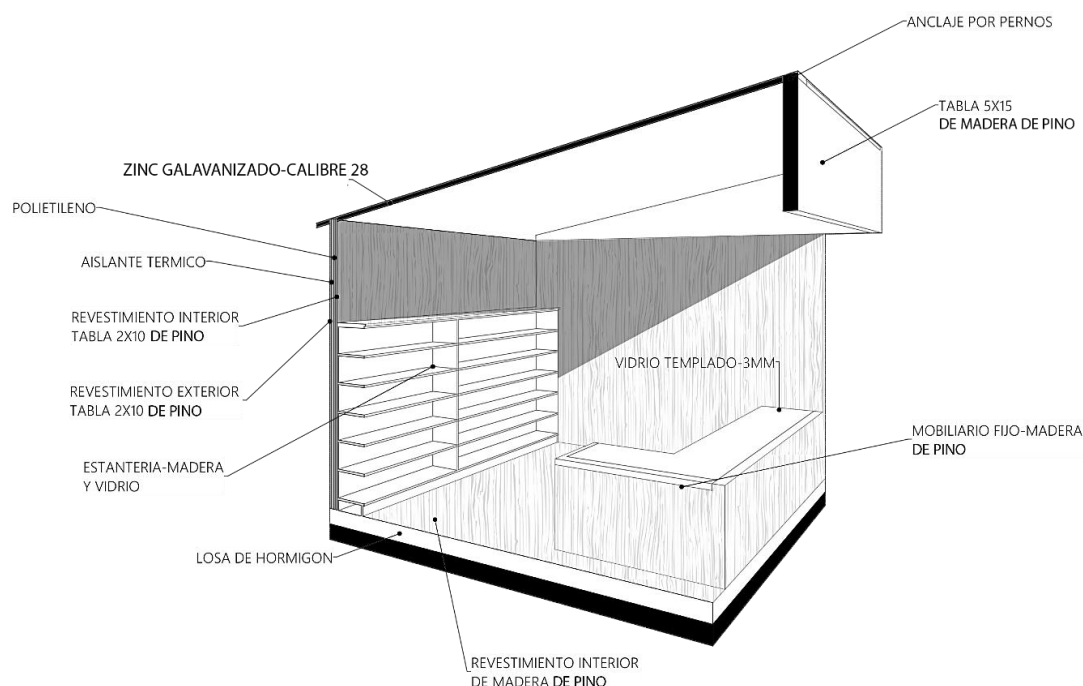 ANCLAJE POR PERNOS
TABLA 5X15
DE MADERA DE PINO
ZINC GALAVANIZADO-CALIBRE 28
POLIETILENO
AISLANTE TERMICO
REVESTIMIENTO INTERIOR
TABLA 2X10 DE PINO
REVESTIMIENTO EXTERIOR
TABLA 2X10 DE PINO
ESTANTERIA-MADERA
Y VIDRIO
VIDRIO TEMPLADO-3MM
MOBILIARIO FIJO-MADERA
DE PINO
LOSA DE HORMIGON
REVESTIMIENTO INTERIOR
DE MADERA DE PINO